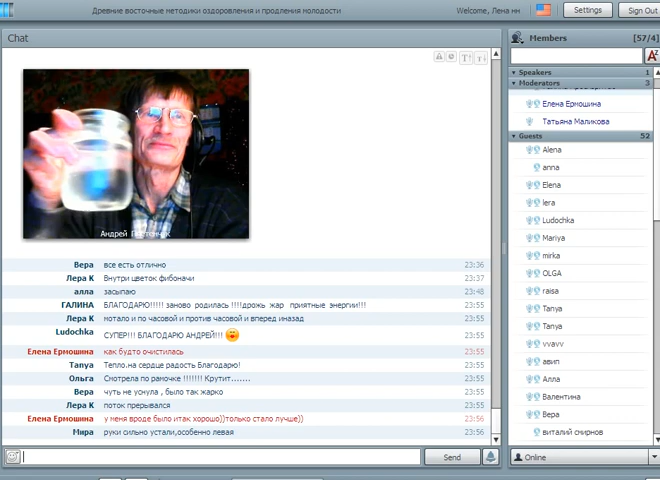 Древние восточные методики оздоровления и продления молодости
Welcome, Лена нн
Settings
Sign Out
Chat
Андрей
Вера все есть отлично 23:36
Лера К Внутри цветок фибоначи 23:37
алла засыпаю 23:48
ГАЛИНА БЛАГОДАРЮ!!!!! заново родилась !!!!дрожь жар приятные энергии!!! 23:55
Лера К мотало и по часовой и против часовой и вперед иназад 23:55
Ludochka СУПЕР!!! БЛАГОДАРЮ АНДРЕЙ!!! 23:55
Елена Ермошина как будто очистилась 23:55
Tanya Тепло.на сердце радость Благодарю! 23:55
Ольга Смотрела по рамочке !!!!!!! Крутит....... 23:55
Вера чуть не уснула , было так жарко 23:55
Лера К поток прерывался 23:55
Елена Ермошина у меня вроде было итак хорошо))только стало лучше)) 23:56
Мира руки сильно устали,особенно левая 23:56
Send
Members [57/4]
Speakers 1
Moderators 3
Елена Ермошина
Татьяна Маликова
Guests 52
Alena
anna
Elena
lera
Ludochka
Mariya
mirka
OLGA
raisa
Tanya
Tanya
vvavv
авип
Алла
Валентина
Вера
виталий смирнов
Online